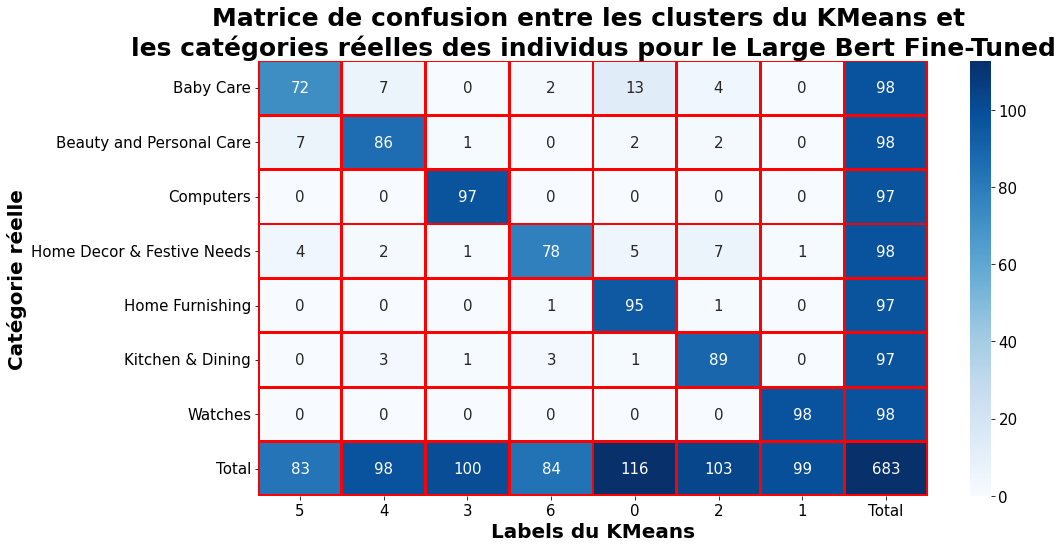 Matrice de confusion entre les clusters du KMeans et
les catégories réelles des individus pour le Large Bert Fine-Tuned
Catégorie réelle
Baby Care 72 7 0 2 13 4 0 98
Beauty and Personal Care 7 86 1 0 2 2 0 98
Computers 0 0 97 0 0 0 0 97
Home Decor & Festive Needs 4 2 1 78 5 7 1 98
Home Furnishing 0 0 0 1 95 1 0 97
Kitchen & Dining 0 3 1 3 1 89 0 97
Watches 0 0 0 0 0 0 98 98
Total 83 98 100 84 116 103 99 683
5 4 3 6 0 2 1 Total
Labels du KMeans
100
80
60
40
20
0